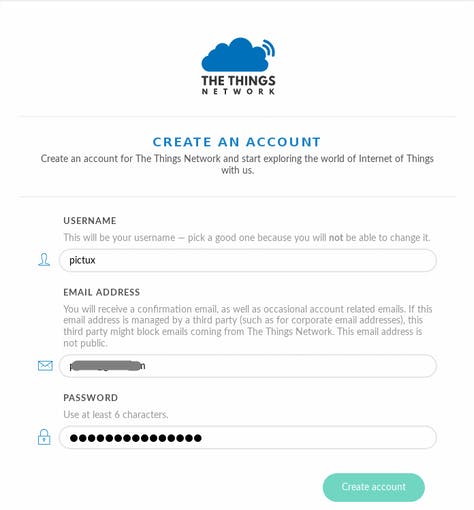 THE THINGS
NETWORK
CREATE AN ACCOUNT
Create an account for The Things Network and start exploring the world of Internet of Things
with us.
USERNAME
This will be your username — pick a good one because you will not be able to change it.
pictux
EMAIL ADDRESS
You will receive a confirmation email, as well as occasional account related emails. If this
email address is managed by a third party (such as for corporate email addresses), this
third party might block emails coming from The Things Network. This email address is
not public.
PASSWORD
Use at least 6 characters.
Create account